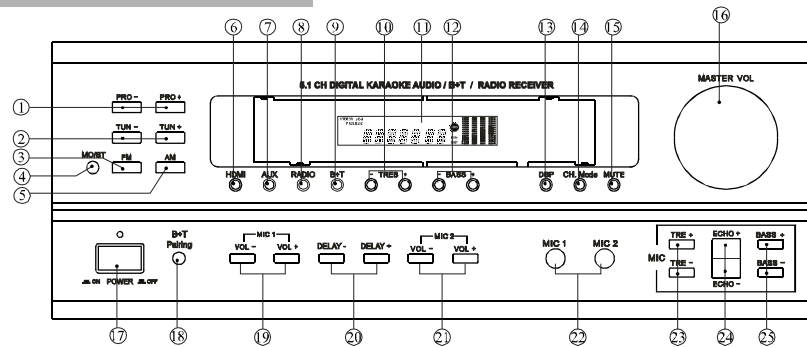 ⑥ ⑦ ⑧ ⑨ ⑩ ⑪ ⑫ ⑬ ⑭ ⑮ ⑯
MASTER VOL
5.1 CH DIGITAL KARAOKE AUDIO / B+T / RADIO RECEIVER
PRO - PRO +
①
TUN - TUN +
②
③ MO/ST FM AM
④
⑤
HDMI AUX RADIO B+T - TRES + - BASS + DSP CH. Mode MUTE
B+T
Pairing
MIC 1
VOL - VOL +
DELAY - DELAY +
MIC 2
VOL - VOL +
MIC 1 MIC 2
MIC
TRE + ECHO + BASS +
TRE - ECHO - BASS -
ON POWER OFF
⑰ ⑱ ⑲ ⑳ ㉑ ㉒ ㉓ ㉔ ㉕